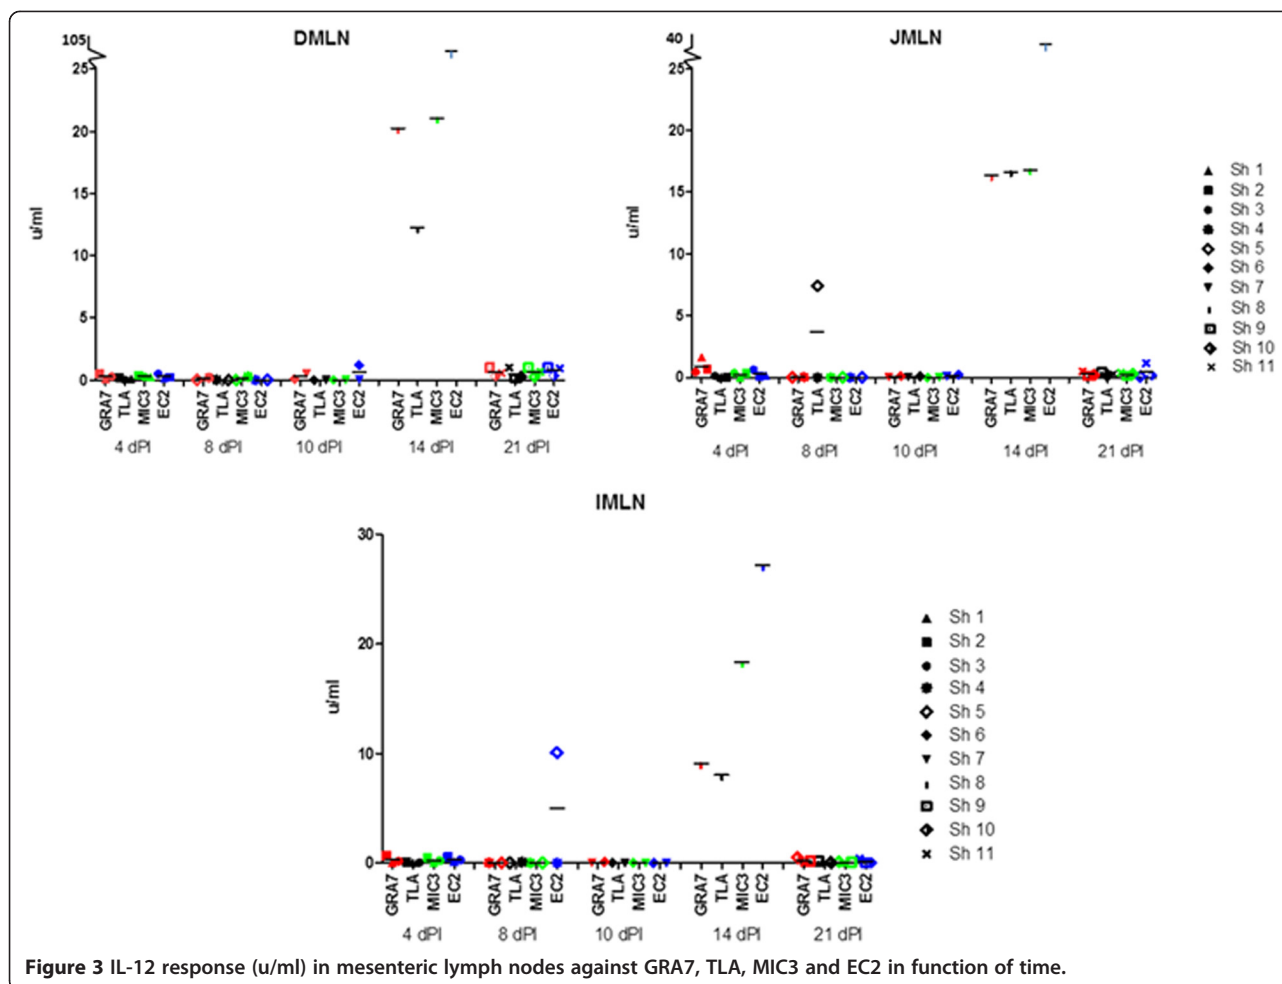 DMLN
105
25
20
15
10
5
0
u/ml
GRA7 TLA MIC3 EC2 GRA7 TLA MIC3 EC2 GRA7 TLA MIC3 EC2 GRA7 TLA MIC3 EC2 GRA7 TLA MIC3 EC2
4 dPI 8 dPI 10 dPI 14 dPI 21 dPI
JMLN
40
25
20
15
10
5
0
u/ml
GRA7 TLA MIC3 EC2 GRA7 TLA MIC3 EC2 GRA7 TLA MIC3 EC2 GRA7 TLA MIC3 EC2 GRA7 TLA MIC3 EC2
4 dPI 8 dPI 10 dPI 14 dPI 21 dPI
Sh 1
Sh 2
Sh 3
Sh 4
Sh 5
Sh 6
Sh 7
Sh 8
Sh 9
Sh 10
Sh 11
IMLN
30
20
10
0
u/ml
GRA7 TLA MIC3 EC2 GRA7 TLA MIC3 EC2 GRA7 TLA MIC3 EC2 GRA7 TLA MIC3 EC2 GRA7 TLA MIC3 EC2
4 dPI 8 dPI 10 dPI 14 dPI 21 dPI
Sh 1
Sh 2
Sh 3
Sh 4
Sh 5
Sh 6
Sh 7
Sh 8
Sh 9
Sh 10
Sh 11
Figure 3 IL-12 response (u/ml) in mesenteric lymph nodes against GRA7, TLA, MIC3 and EC2 in function of time.